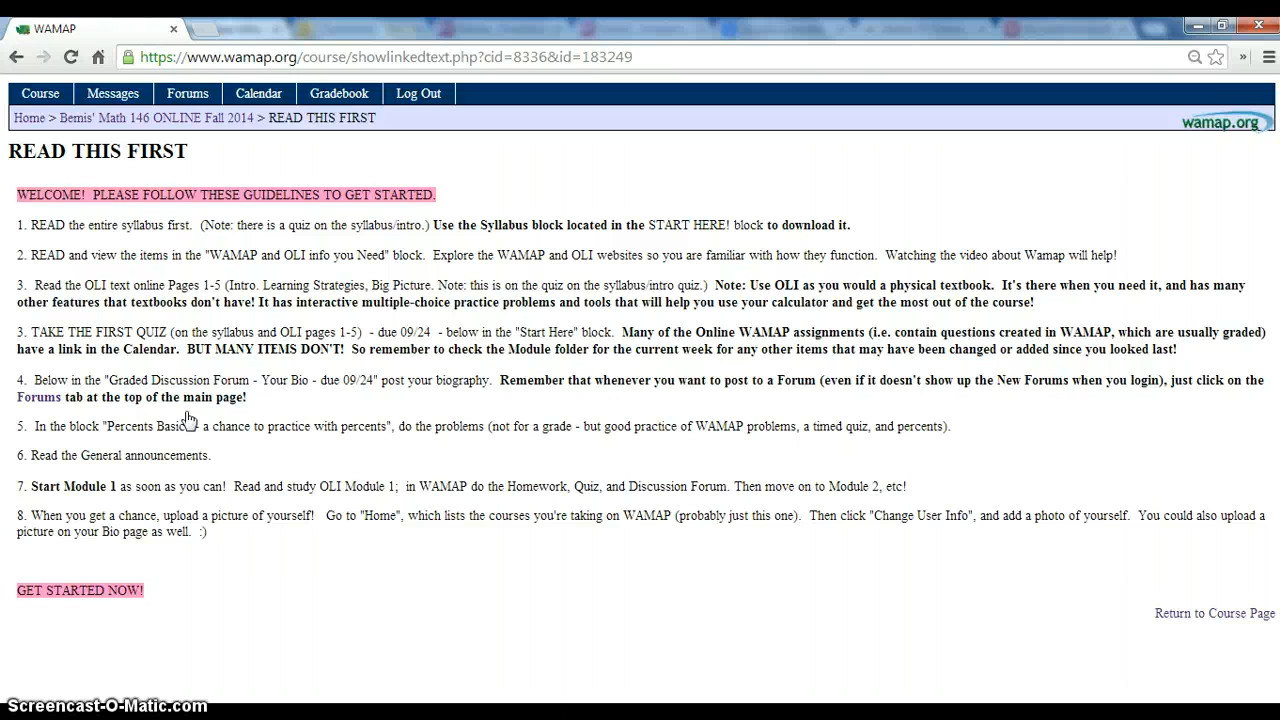 WAMAP
https://www.wamap.org/course/showlinkedtext.php?cid=8336&id=183249
Course Messages Forums Calendar Gradebook Log Out
Home > Bemis' Math 146 ONLINE Fall 2014 > READ THIS FIRST
wamap.org
READ THIS FIRST
WELCOME! PLEASE FOLLOW THESE GUIDELINES TO GET STARTED.
1. READ the entire syllabus first. (Note: there is a quiz on the syllabus/intro.) Use the Syllabus block located in the START HERE! block to download it.
2. READ and view the items in the "WAMAP and OLI info you Need" block. Explore the WAMAP and OLI websites so you are familiar with how they function. Watching the video about Wamap will help!
3. Read the OLI text online Pages 1-5 (Intro. Learning Strategies, Big Picture. Note: this is on the quiz on the syllabus/intro quiz.) Note: Use OLI as you would a physical textbook. It's there when you need it, and has many
other features that textbooks don't have! It has interactive multiple-choice practice problems and tools that will help you use your calculator and get the most out of the course!
3. TAKE THE FIRST QUIZ (on the syllabus and OLI pages 1-5) - due 09/24 - below in the "Start Here" block. Many of the Online WAMAP assignments (i.e. contain questions created in WAMAP, which are usually graded)
have a link in the Calendar. BUT MANY ITEMS DON'T! So remember to check the Module folder for the current week for any other items that may have been changed or added since you looked last!
4. Below in the "Graded Discussion Forum - Your Bio - due 09/24" post your biography. Remember that whenever you want to post to a Forum (even if it doesn't show up the New Forums when you login), just click on the
Forums tab at the top of the main page!
5. In the block "Percents Basic - a chance to practice with percents", do the problems (not for a grade - but good practice of WAMAP problems, a timed quiz, and percents).
6. Read the General announcements.
7. Start Module 1 as soon as you can! Read and study OLI Module 1; in WAMAP do the Homework, Quiz, and Discussion Forum. Then move on to Module 2, etc!
8. When you get a chance, upload a picture of yourself! Go to "Home", which lists the courses you're taking on WAMAP (probably just this one). Then click "Change User Info", and add a photo of yourself. You could also upload a
picture on your Bio page as well. :)
GET STARTED NOW!
Return to Course Page
Screencast-O-Matic.com